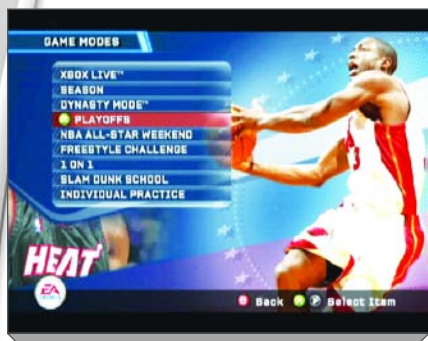 GAME MODES
XBOX LIVE™
SEASON
DYNASTY MODE™
PLAYOFFS
NBA ALL-STAR WEEKEND
FREESTYLE CHALLENGE
1 ON 1
SLAM DUNK SCHOOL
INDIVIDUAL PRACTICE
HEAT
EA
B Back A Select Item